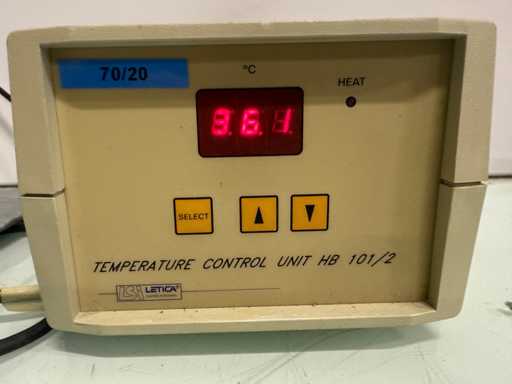 70/20
°C
HEAT
36.1
SELECT
TEMPERATURE CONTROL UNIT HB 101/2
LETICA